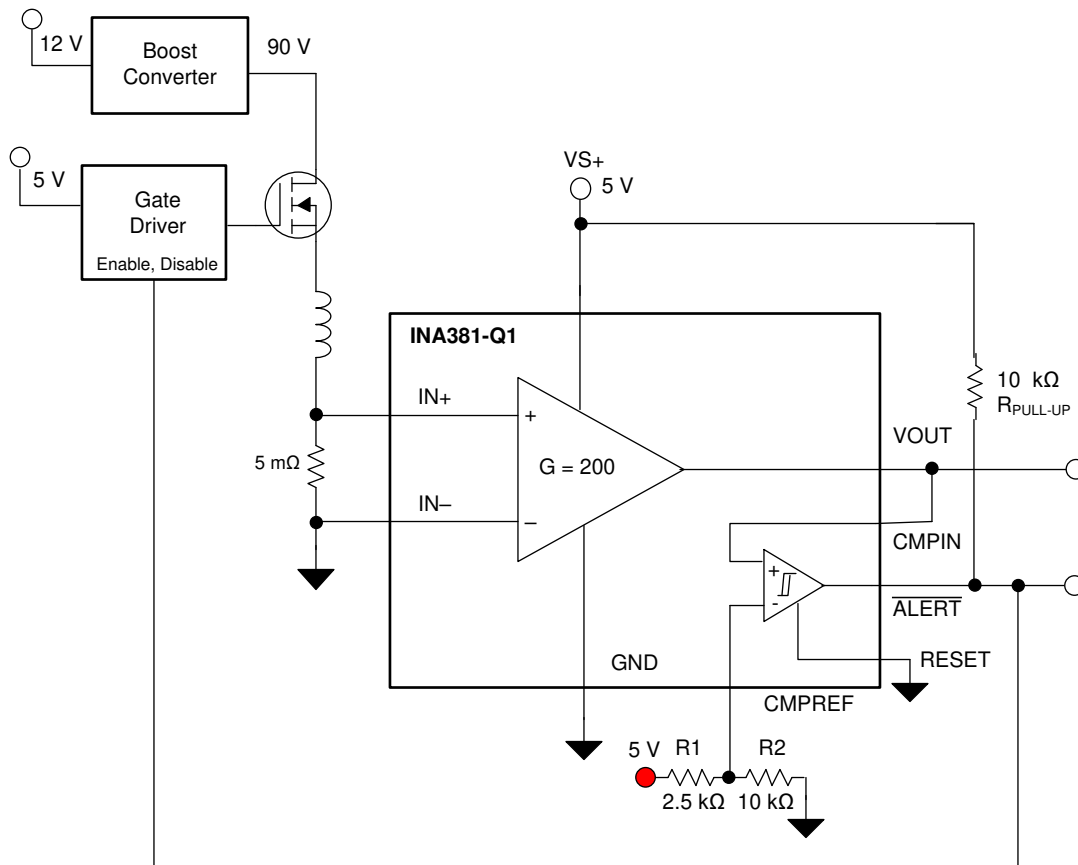 12 V
Boost
Converter
90 V
5 V
Gate
Driver
Enable, Disable
VS+
5 V
INA381-Q1
IN+
+
5 mΩ
G = 200
IN–
–
10 kΩ
RPULL-UP
VOUT
CMPIN
+
-
ALERT
RESET
GND
CMPREF
5 V
R1
R2
2.5 kΩ
10 kΩ